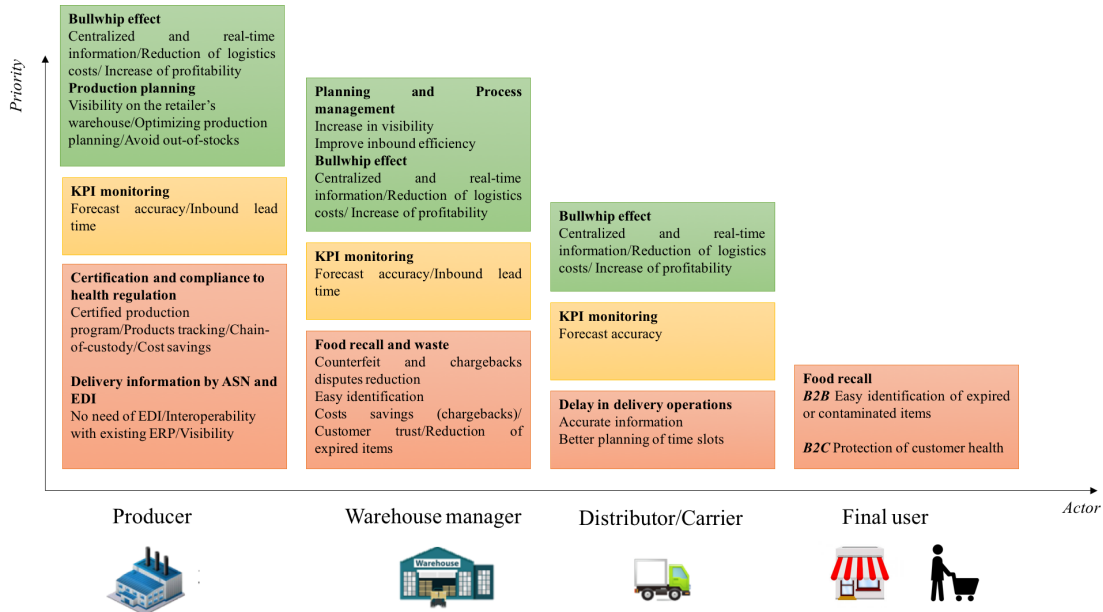 Priority
Bullwhip effect
Centralized and real-time
information/Reduction of logistics
costs/ Increase of profitability
Production planning
Visibility on the retailer's
warehouse/Optimizing production
planning/Avoid out-of-stocks
KPI monitoring
Forecast accuracy/Inbound lead
time
Certification and compliance to
health regulation
Certified production
program/Products tracking/Chain-
of-custody/Cost savings
Delivery information by ASN and
EDI
No need of EDI/Interoperability
with existing ERP/Visibility
Planning and Process
management
Increase in visibility
Improve inbound efficiency
Bullwhip effect
Centralized and real-time
information/Reduction of logistics
costs/ Increase of profitability
KPI monitoring
Forecast accuracy/Inbound lead
time
Food recall and waste
Counterfeit and chargebacks
disputes reduction
Easy identification
Costs savings (chargebacks)/
Customer trust/Reduction of
expired items
Bullwhip effect
Centralized and real-time
information/Reduction of logistics
costs/ Increase of profitability
KPI monitoring
Forecast accuracy
Delay in delivery operations
Accurate information
Better planning of time slots
Food recall
B2B Easy identification of expired
or contaminated items
B2C Protection of customer health
Actor
Producer
Warehouse manager
Distributor/Carrier
Final user
Warehouse